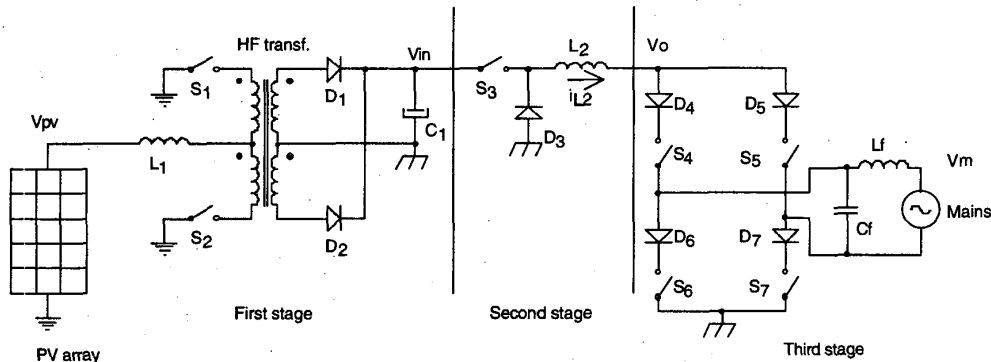 HF transf.
Vin
L2
Vo
S1
D1
S3
iL2
D4
D5
C1
D3
Vpv
L1
S4
S5
Lf
Vm
Cf
Mains
S2
D2
D6
D7
S6
S7
First stage
Second stage
Third stage
PV array